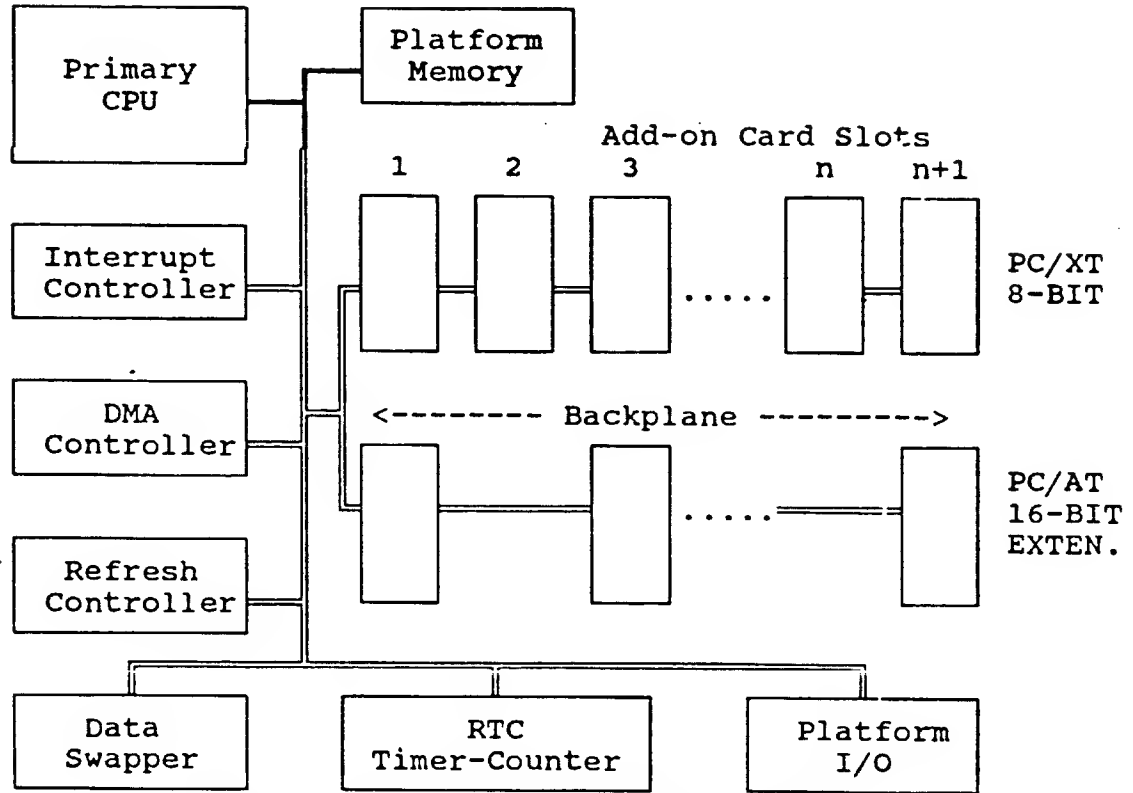 Primary
CPU
Platform
Memory
Add-on Card Slots
1 2 3 n n+1
Interrupt
Controller
PC/XT
8-BIT
.....
DMA
Controller
<-------- Backplane --------->
PC/AT
16-BIT
EXTEN.
.....
Refresh
Controller
Data
Swapper
RTC
Timer-Counter
Platform
I/O